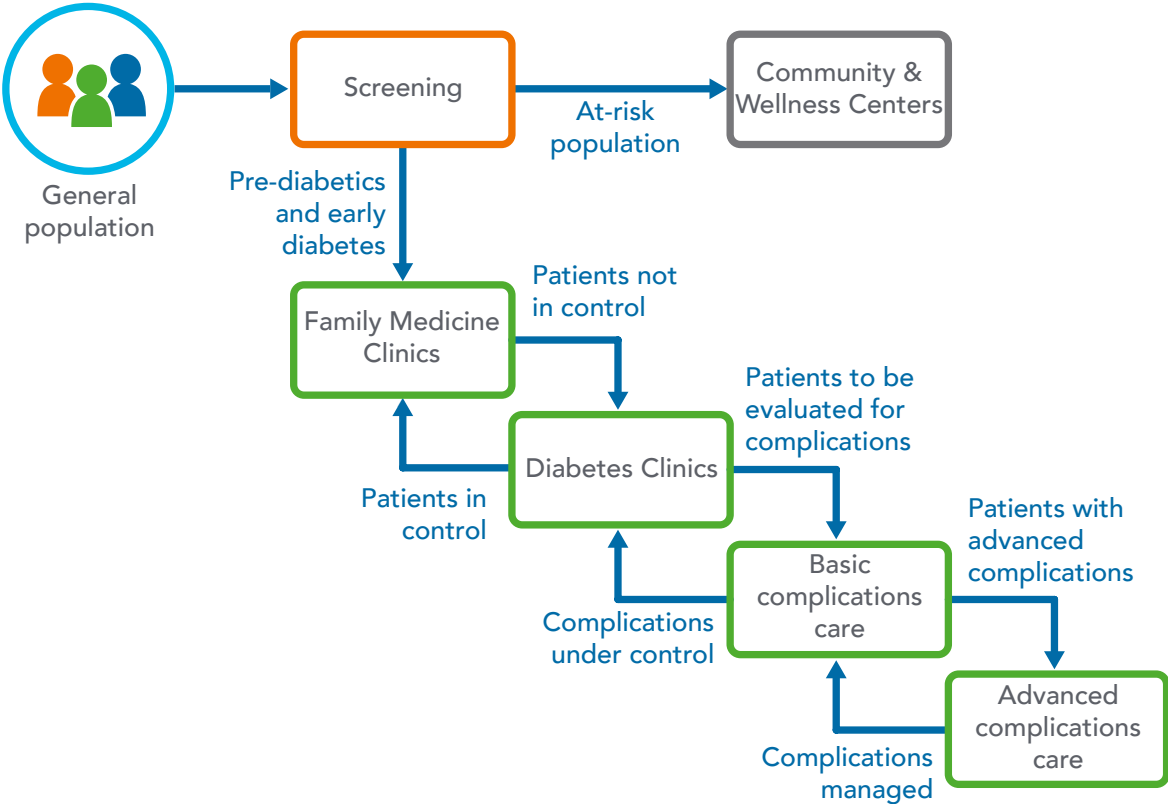 General
population
Screening
At-risk
population
Community &
Wellness Centers
Pre-diabetics
and early
diabetes
Family Medicine
Clinics
Patients not
in control
Patients in
control
Diabetes Clinics
Patients to be
evaluated for
complications
Complications
under control
Basic
complications
care
Patients with
advanced
complications
Complications
managed
Advanced
complications
care